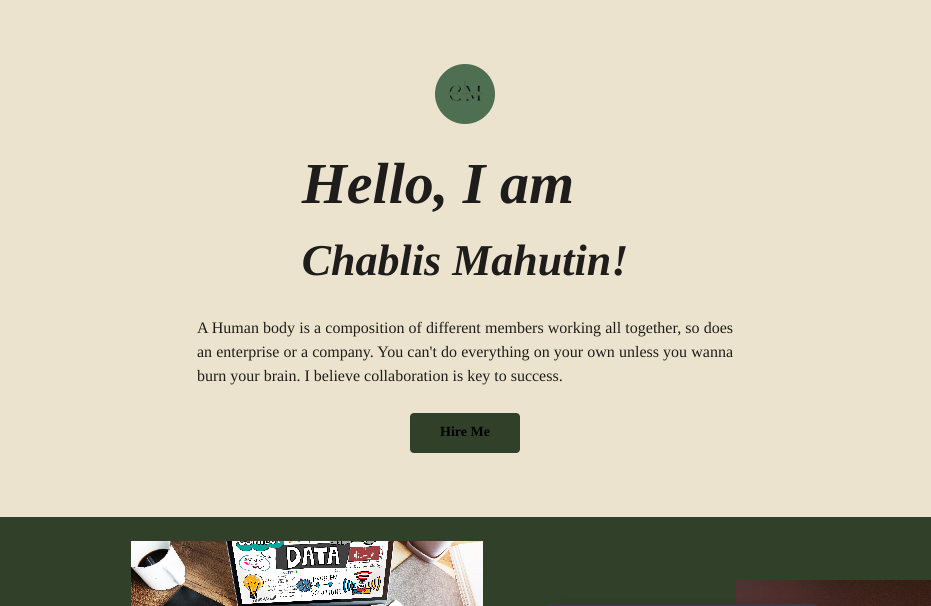 CM
Hello, I am
Chablis Mahutin!
A Human body is a composition of different members working all together, so does
an enterprise or a company. You can't do everything on your own unless you wanna
burn your brain. I believe collaboration is key to success.
Hire Me
DATA